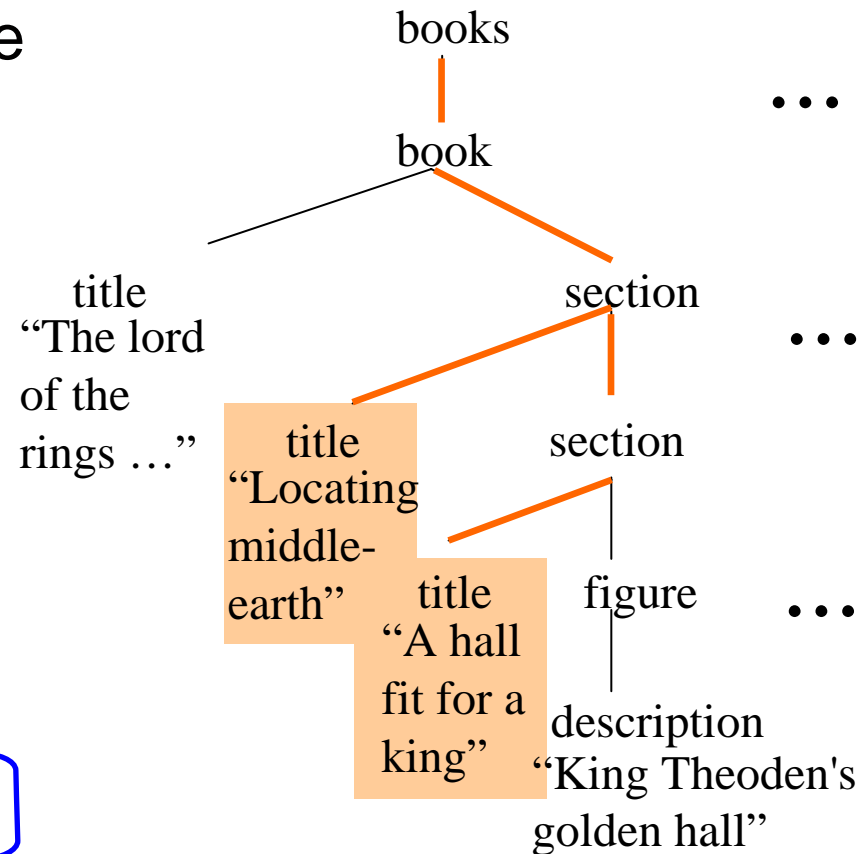 e
books
…
book
title
section
“The lord
of the
rings …”
…
title
section
“Locating
middle-
earth”
title
figure
…
“A hall
fit for a
king”
description
“King Theoden's
golden hall”